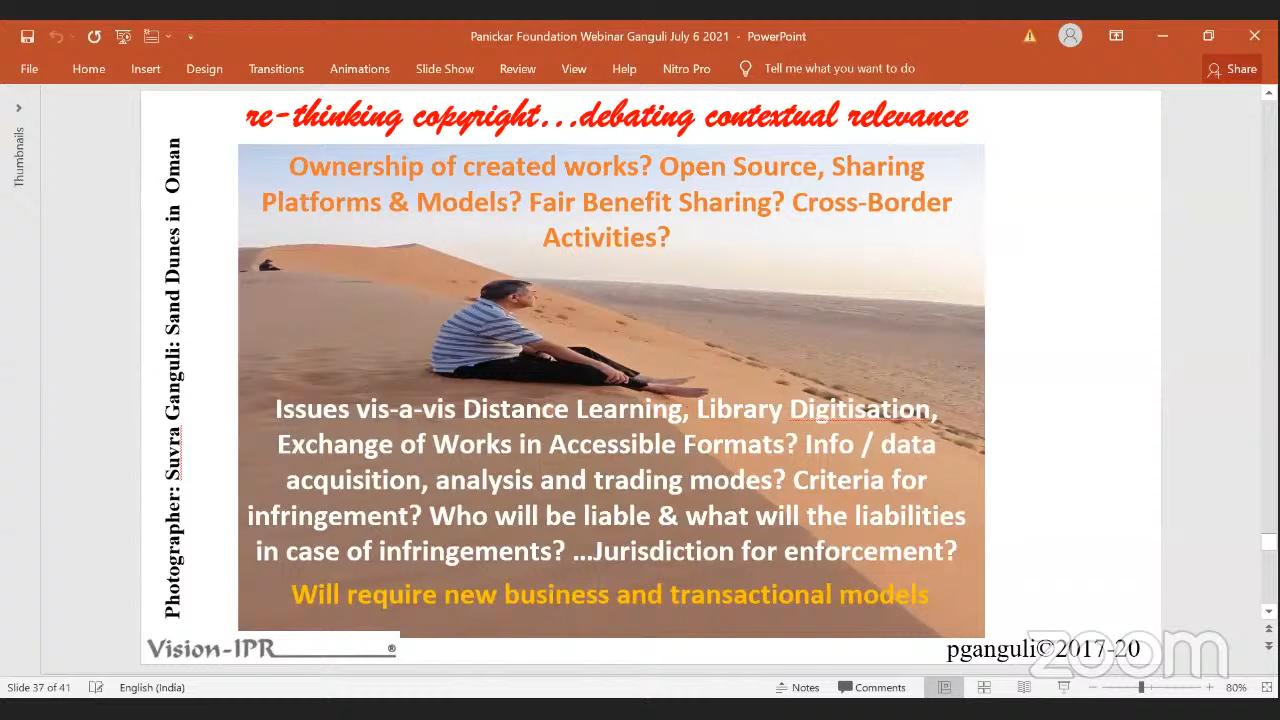 Panickar Foundation Webinar Ganguli July 6 2021 - PowerPoint
File Home Insert Design Transitions Animations Slide Show Review View Help Nitro Pro Tell me what you want to do Share
Thumbnails
re-thinking copyright...debating contextual relevance
Photographer: Suvra Ganguli: Sand Dunes in Oman
Ownership of created works? Open Source, Sharing
Platforms & Models? Fair Benefit Sharing? Cross-Border
Activities?
Issues vis-a-vis Distance Learning, Library Digitisation,
Exchange of Works in Accessible Formats? Info / data
acquisition, analysis and trading modes? Criteria for
infringement? Who will be liable & what will the liabilities
in case of infringements? ...Jurisdiction for enforcement?
Will require new business and transactional models
Vision-IPR ®
pganguli©2017-20
zoom
Slide 37 of 41 English (India) Notes Comments 80%